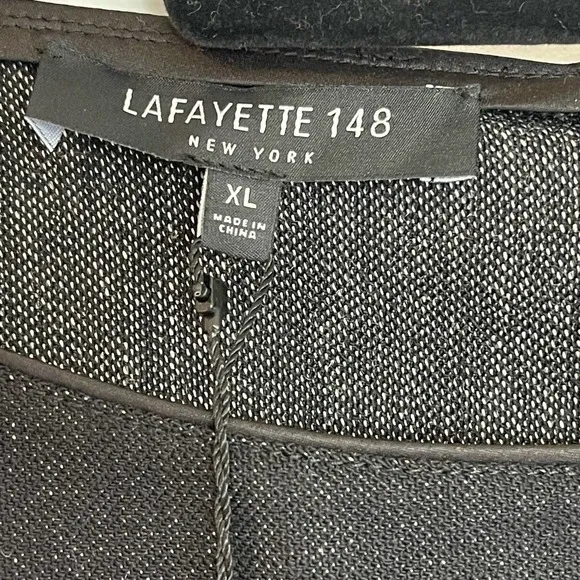 LAFAYETTE 148
NEW YORK
XL
MADE IN
CHINA